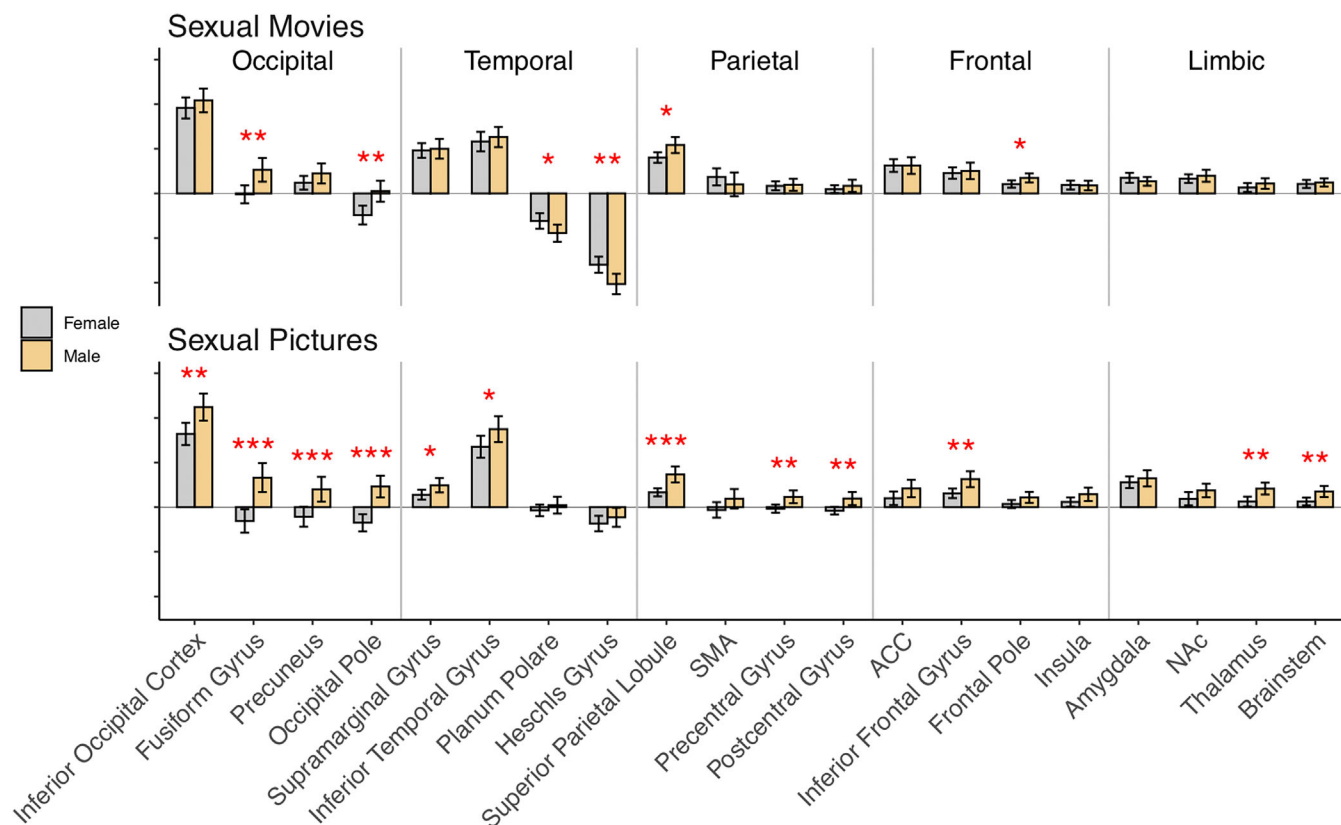 Sexual Movies
Occipital Temporal Parietal Frontal Limbic
** ** * ** * *
Female
Male
Sexual Pictures
** *** *** *** * * *** ** ** ** ** **
Inferior Occipital Cortex
Fusiform Gyrus
Precuneus
Occipital Pole
Supramarginal Gyrus
Inferior Temporal Gyrus
Planum Polare
Heschls Gyrus
Superior Parietal Lobule
SMA
Precentral Gyrus
Postcentral Gyrus
ACC
Inferior Frontal Gyrus
Frontal Pole
Insula
Amygdala
NAc
Thalamus
Brainstem